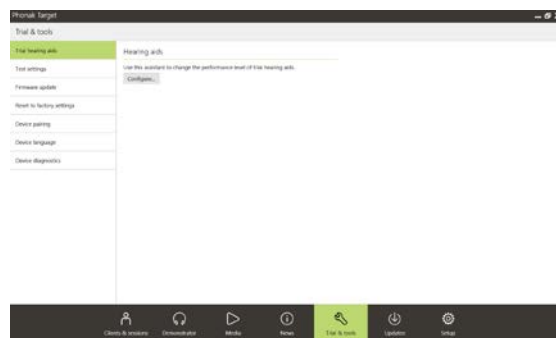 Phonak Target
Trial & tools
Trial hearing aids
Hearing aids
Use this assistant to change the performance level of trial hearing aids.
Configure...
Test settings
Firmware update
Reset to factory settings
Device pairing
Device language
Device diagnostics
Clients & sessions
Demonstrator
Media
News
Trial & tools
Updates
Setup